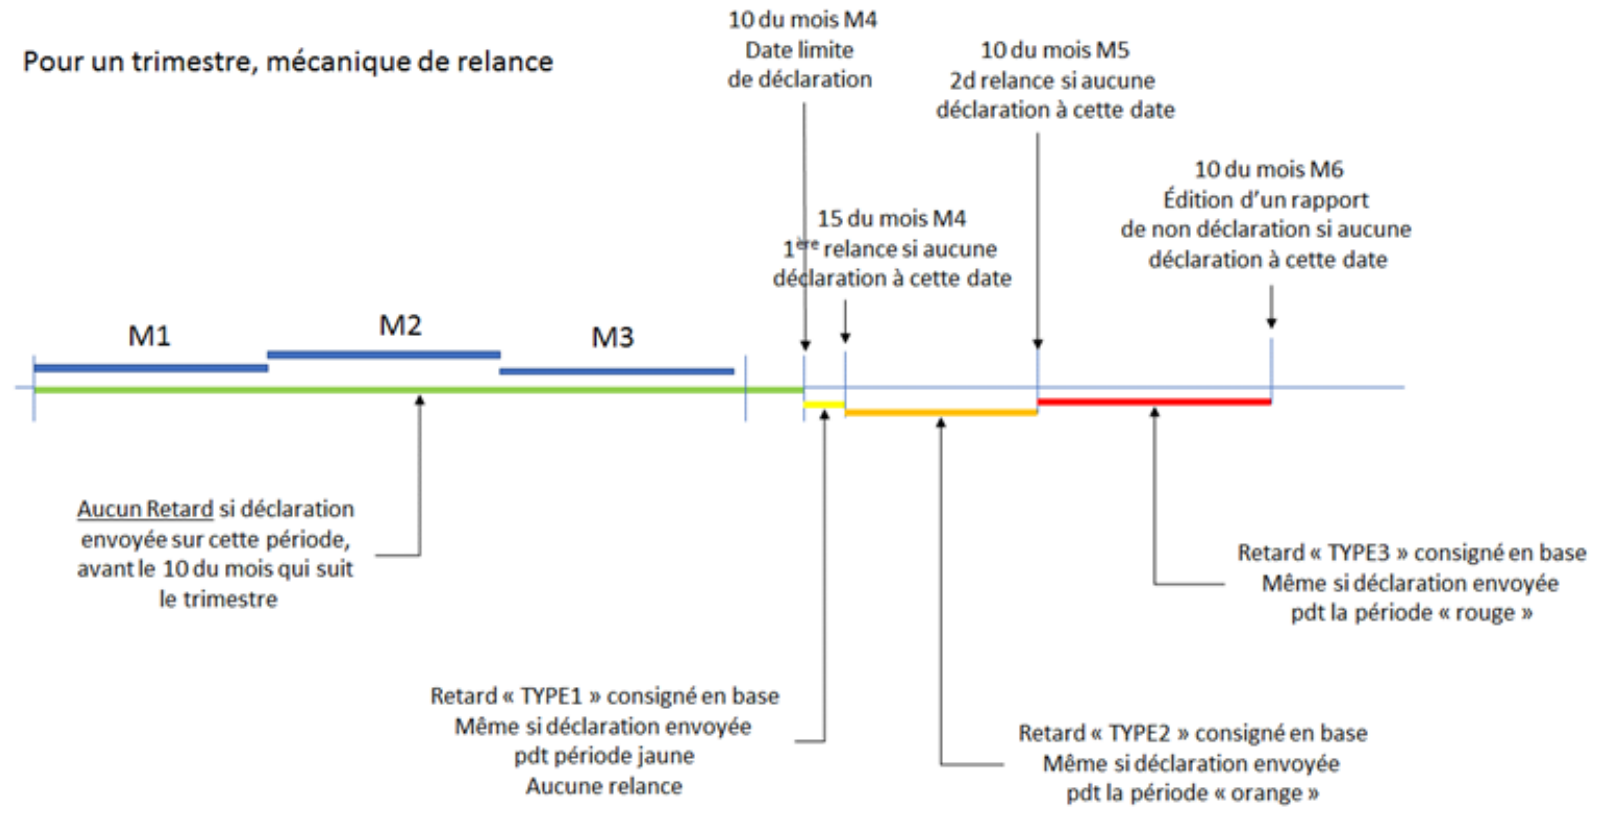 Pour un trimestre, mécanique de relance
10 du mois M4
Date limite
de déclaration
10 du mois M5
2d relance si aucune
déclaration à cette date
10 du mois M6
Édition d’un rapport
de non déclaration si aucune
déclaration à cette date
15 du mois M4
1ère relance si aucune
déclaration à cette date
M1
M2
M3
Aucun Retard si déclaration
envoyée sur cette période,
avant le 10 du mois qui suit
le trimestre
Retard « TYPE3 » consigné en base
Même si déclaration envoyée
pdt la période « rouge »
Retard « TYPE1 » consigné en base
Même si déclaration envoyée
pdt période jaune
Aucune relance
Retard « TYPE2 » consigné en base
Même si déclaration envoyée
pdt la période « orange »